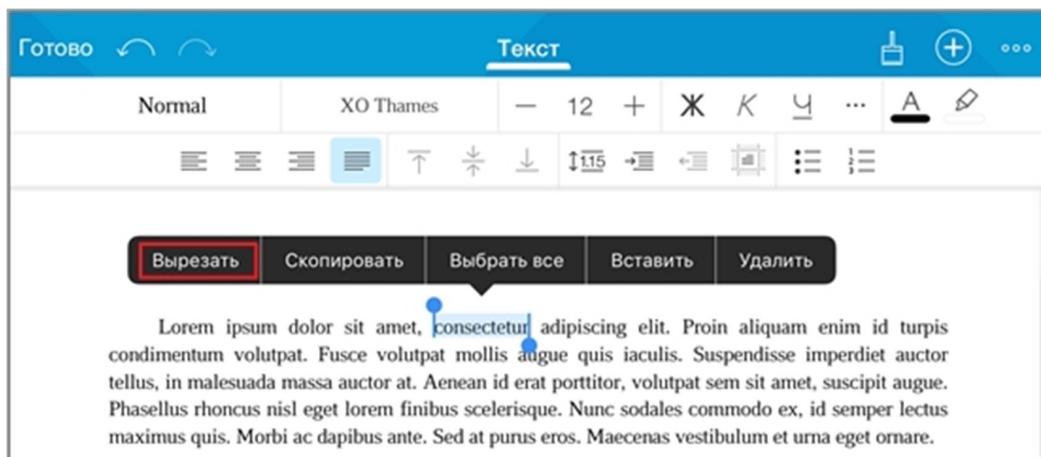 Готово Текст
Normal XO Thames — 12 + Ж К Ч ... А
1.15
Вырезать Скопировать Выбрать все Вставить Удалить
Lorem ipsum dolor sit amet, consectetur adipiscing elit. Proin aliquam enim id turpis
condimentum volutpat. Fusce volutpat mollis augue quis iaculis. Suspendisse imperdiet auctor
tellus, in malesuada massa auctor at. Aenean id erat porttitor, volutpat sem sit amet, suscipit augue.
Phasellus rhoncus nisl eget lorem finibus scelerisque. Nunc sodales commodo ex, id semper lectus
maximus quis. Morbi ac dapibus ante. Sed at purus eros. Maecenas vestibulum et urna eget ornare.